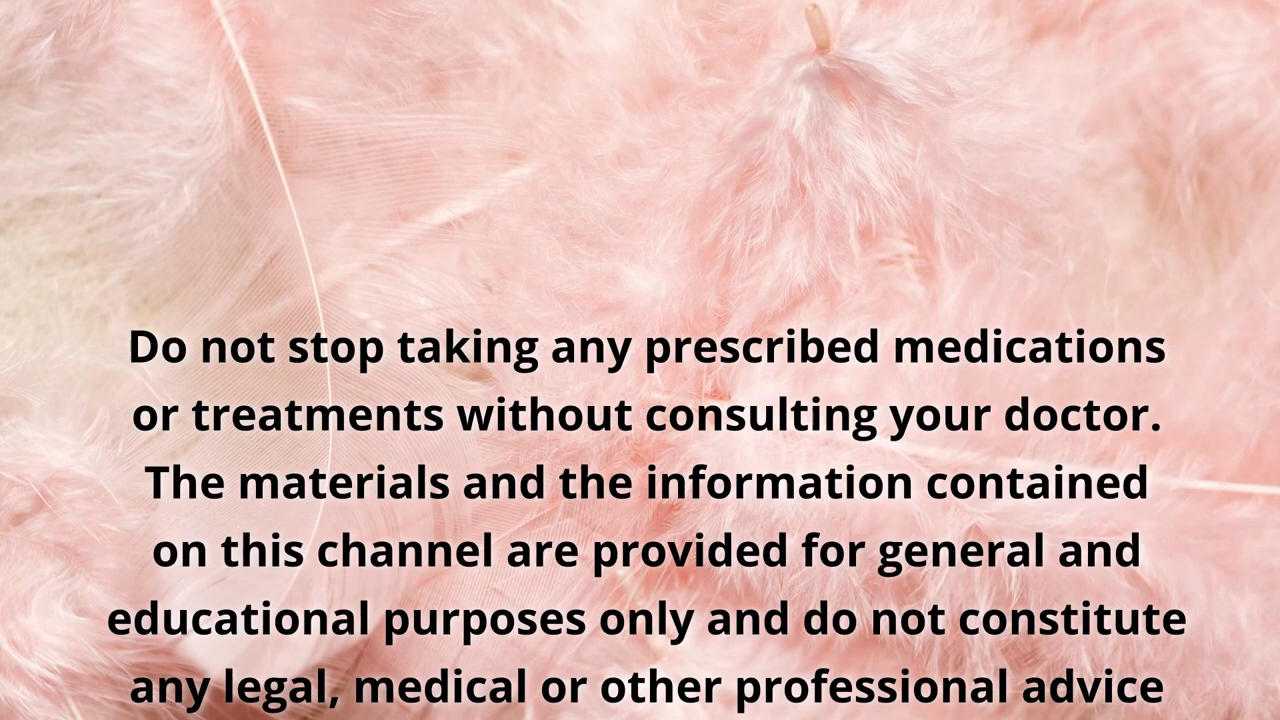 Do not stop taking any prescribed medications
or treatments without consulting your doctor.
The materials and the information contained
on this channel are provided for general and
educational purposes only and do not constitute
any legal, medical or other professional advice